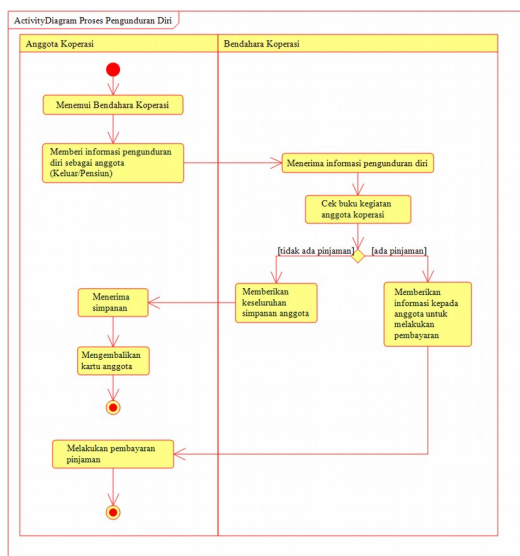 ActivityDiagram Proses Pengunduran Diri
Anggota Koperasi
Bendahara Koperasi
Menemui Bendahara Koperasi
Memberi informasi pengunduran
diri sebagai anggota
(Keluar/Pensiun)
Menerima informasi pengunduran diri
Cek buku kegiatan
anggota koperasi
[tidak ada pinjaman]
[ada pinjaman]
Memberikan
keseluruhan
simpanan anggota
Memberikan
informasi kepada
anggota untuk
melakukan
pembayaran
Menerima
simpanan
Mengembalikan
kartu anggota
Melakukan pembayaran
pinjaman